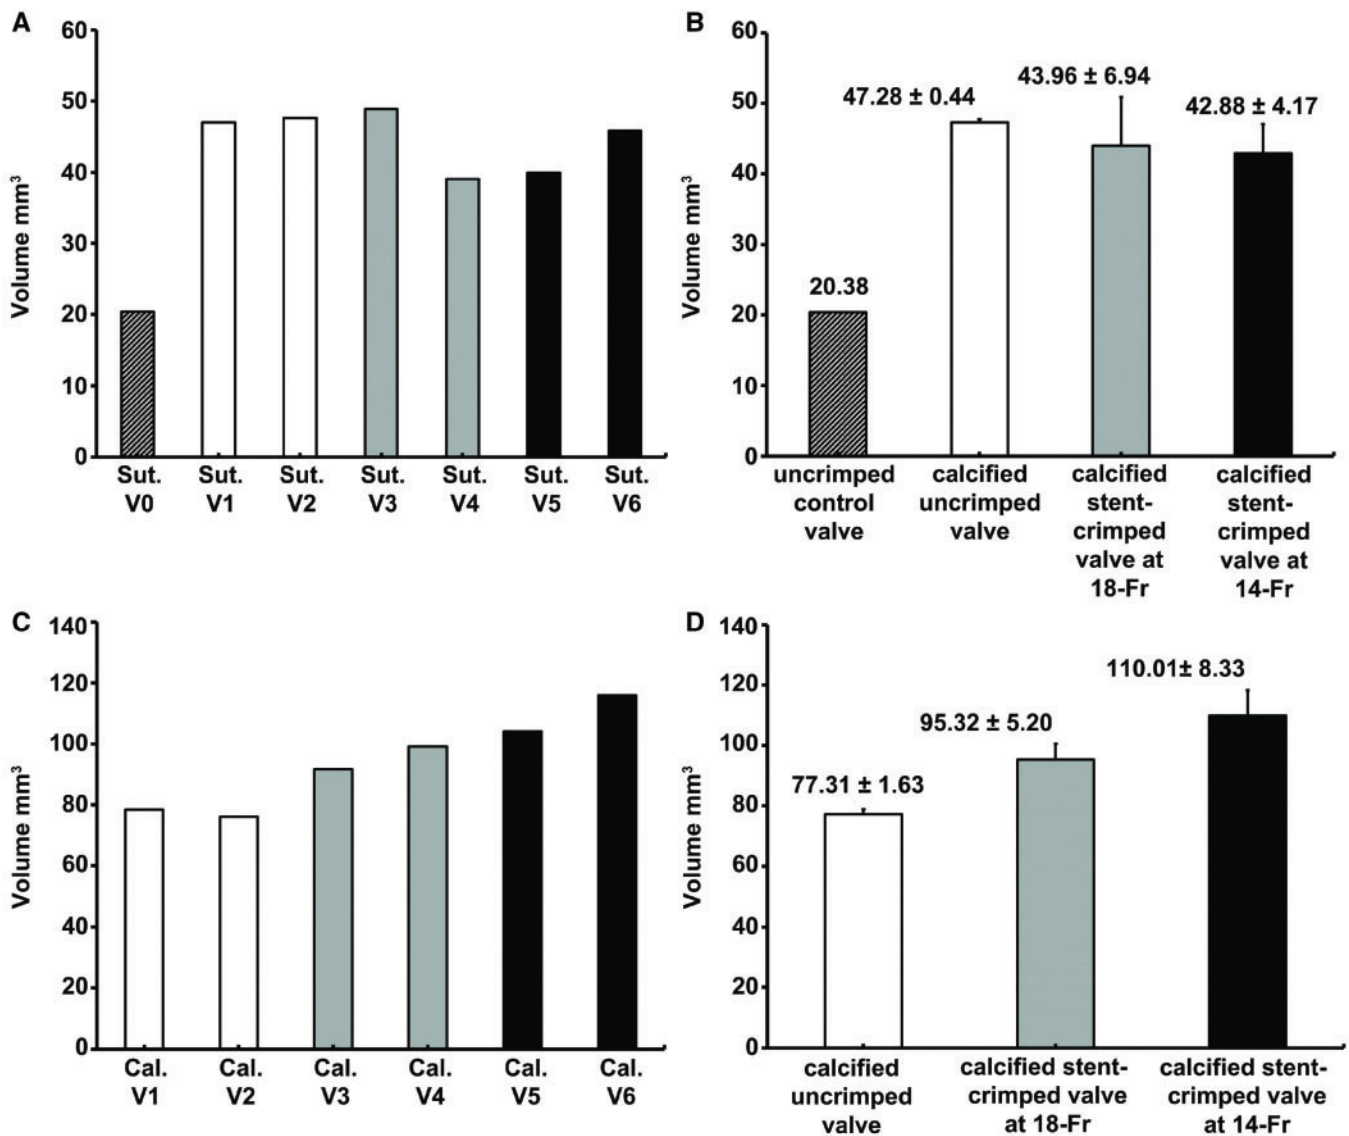 A
60
50
40
30
20
10
0
Volume mm³
Sut. V0
Sut. V1
Sut. V2
Sut. V3
Sut. V4
Sut. V5
Sut. V6
B
60
50
40
30
20
10
0
Volume mm³
20.38
47.28 ± 0.44
43.96 ± 6.94
42.88 ± 4.17
uncrimped
control
valve
calcified
uncrimped
valve
calcified
stent-
crimped
valve at
18-Fr
calcified
stent-
crimped
valve at
14-Fr
C
140
120
100
80
60
40
20
0
Volume mm³
Cal. V1
Cal. V2
Cal. V3
Cal. V4
Cal. V5
Cal. V6
D
140
120
100
80
60
40
20
0
Volume mm³
77.31 ± 1.63
95.32 ± 5.20
110.01± 8.33
calcified
uncrimped
valve
calcified stent-
crimped valve
at 18-Fr
calcified stent-
crimped valve
at 14-Fr